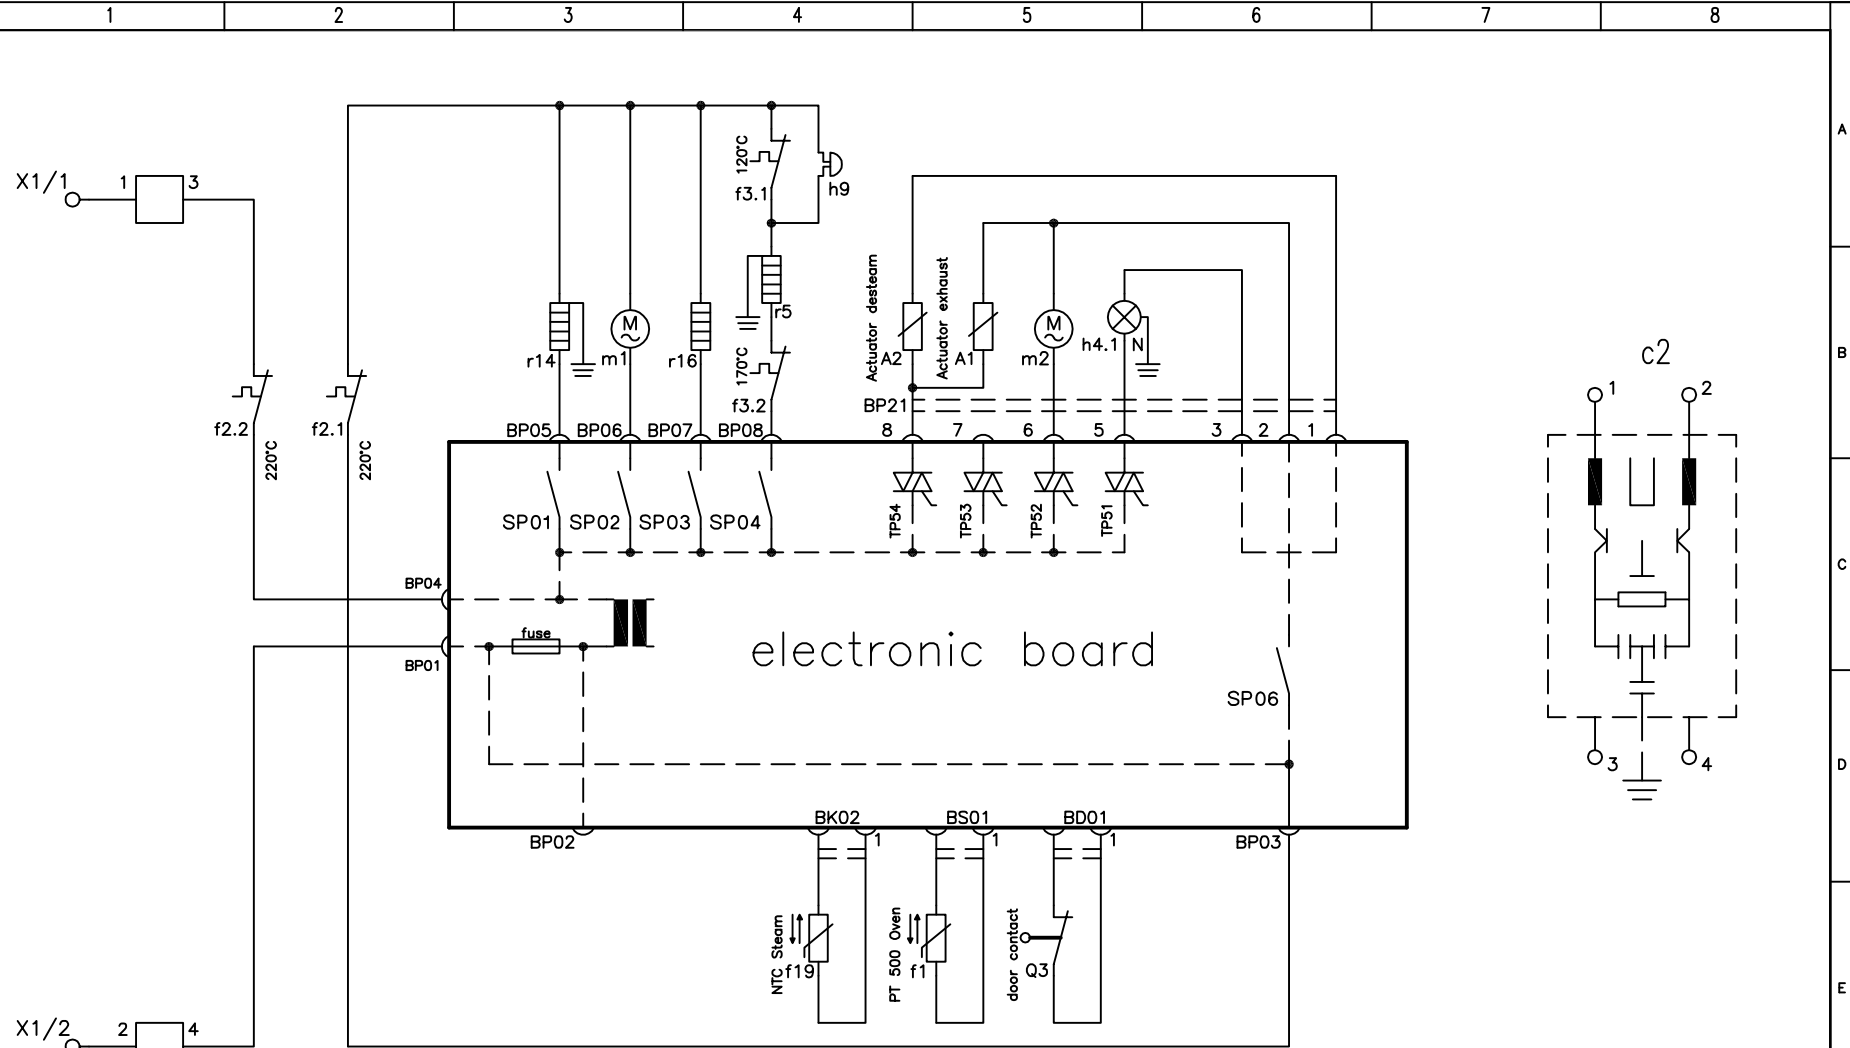 1 2 3 4 5 6 7 8
A
120°C
f3.1
h9
X1/1
1
3
Actuator desteam
Actuator exhaust
r5
r14
m1
r16
170°C
f3.2
A2
A1
m2
h4.1
N
B
c2
1
2
f2.2
220°C
f2.1
220°C
BP21
BP05 BP06 BP07 BP08 8 7 6 5 3 2 1
SP01 SP02 SP03 SP04
TP54
TP53
TP52
TP51
C
BP04
fuse
BP01
electronic board
SP06
3
4
D
BK02
BS01
BD01
BP02
1
1
1
BP03
NTC Steam
f19
PT 500 Oven
f1
door contact
Q3
E
X1/2
2
4